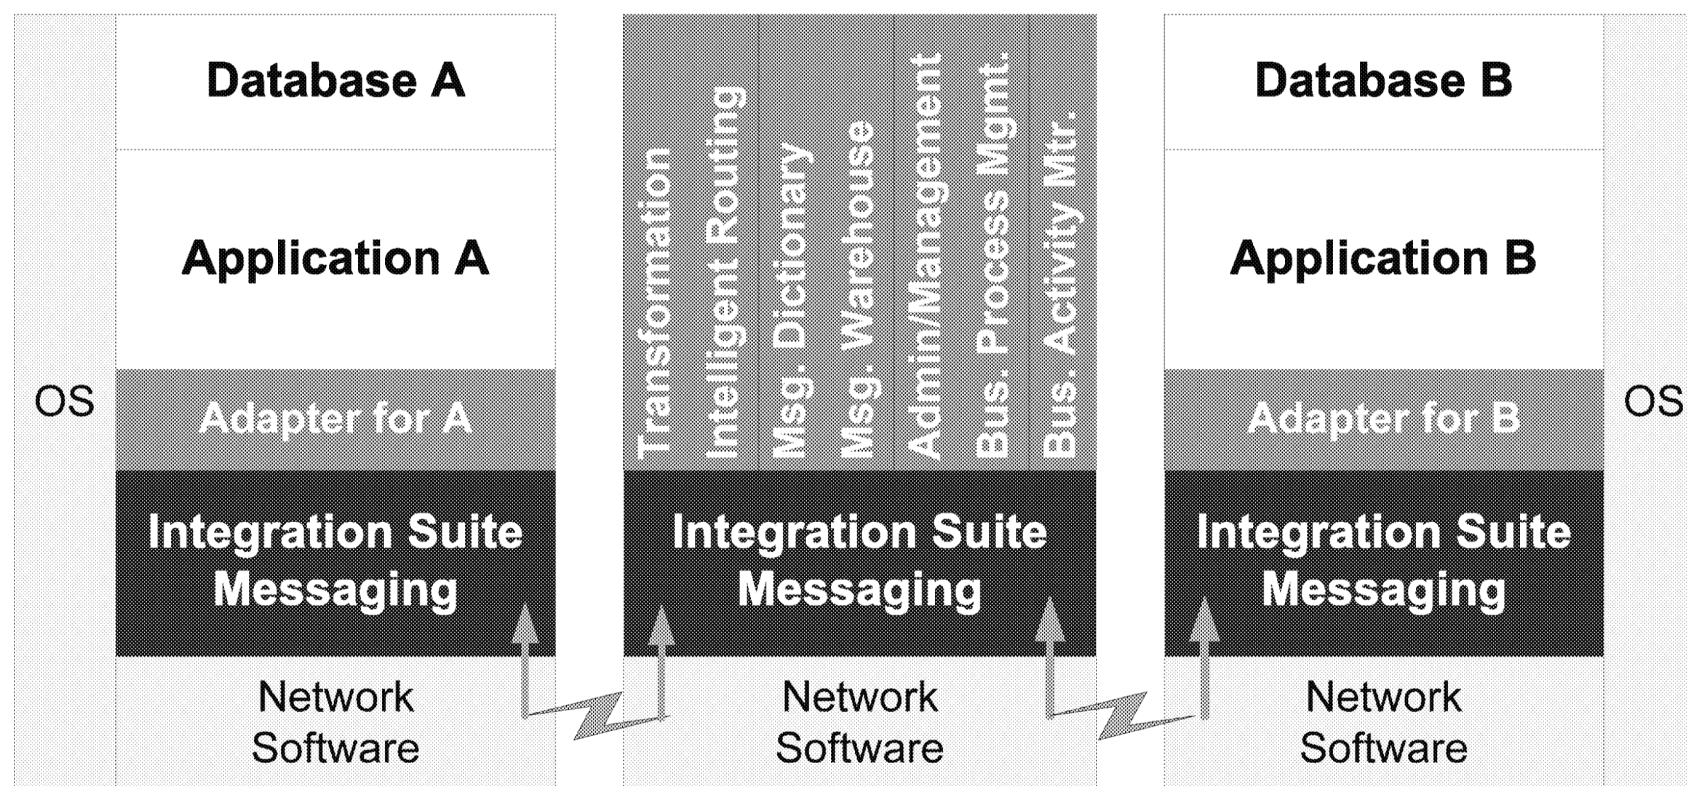 OS
Database A
Application A
Adapter for A
Integration Suite
Messaging
Network
Software
Transformation
Intelligent Routing
Msg. Dictionary
Msg. Warehouse
Admin/Management
Bus. Process Mgmt.
Bus. Activity Mtr.
Integration Suite
Messaging
Network
Software
Database B
Application B
Adapter for B
Integration Suite
Messaging
Network
Software
OS